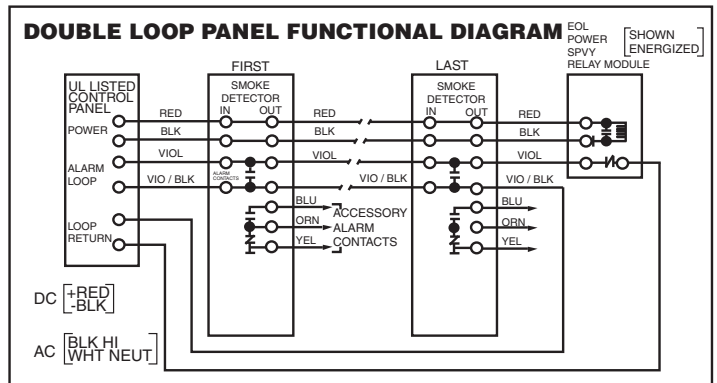 DOUBLE LOOP PANEL FUNCTIONAL DIAGRAM
EOL
POWER
SPVY
RELAY MODULE
SHOWN
ENERGIZED
FIRST
LAST
UL LISTED
CONTROL
PANEL
POWER
ALARM
LOOP
LOOP
RETURN
SMOKE
DETECTOR
IN OUT
SMOKE
DETECTOR
IN OUT
RED
RED
RED
BLK
BLK
BLK
VIOL
VIOL
VIOL
ALARM
CONTACTS
VIO / BLK
VIO / BLK
VIO / BLK
BLU
ORN
YEL
ACCESSORY
ALARM
CONTACTS
BLU
ORN
YEL
DC +RED
-BLK
AC BLK HI
WHT NEUT